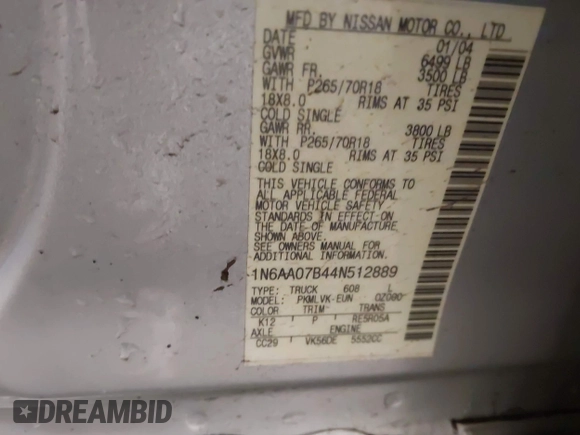 MFD BY NISSAN MOTOR CO., LTD
DATE 01/04
GVWR 6499 LB
GAWR FR. 3500 LB
WITH P265/70R18 TIRES
18X8.0 RIMS AT 35 PSI
COLD SINGLE
GAWR RR. 3800 LB
WITH P265/70R18 TIRES
18X8.0 RIMS AT 35 PSI
COLD SINGLE
THIS VEHICLE CONFORMS TO
ALL APPLICABLE FEDERAL
MOTOR VEHICLE SAFETY
STANDARDS IN EFFECT ON
THE DATE OF MANUFACTURE
SHOWN ABOVE.
SEE OWNERS MANUAL FOR
ADDITIONAL INFORMATION.
1N6AA07B44N512889
TYPE: TRUCK 608 L
MODEL: PKMLVK-EUN
COLOR TRIM TRANS
K12 P RE5R05A
AXLE ENGINE
CC29 VK56DE 5552CC
DREAMBID